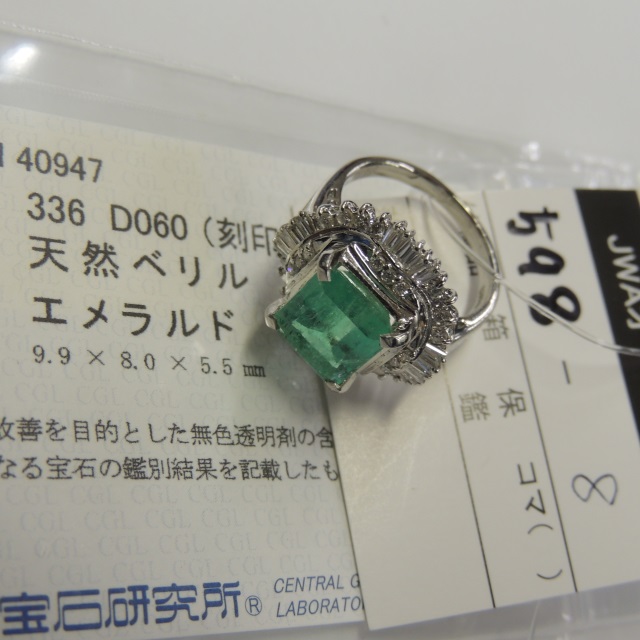 40947
336 D060 (刻印
天然ベリル
エメラルド
9.9 × 8.0 × 5.5 mm
改善を目的とした無色透明剤の含
なる宝石の鑑別結果を記載したも
宝石研究所®
CENTRAL G
LABORATO
JWA
598
-
8
箱 保
鑑
コマ( )